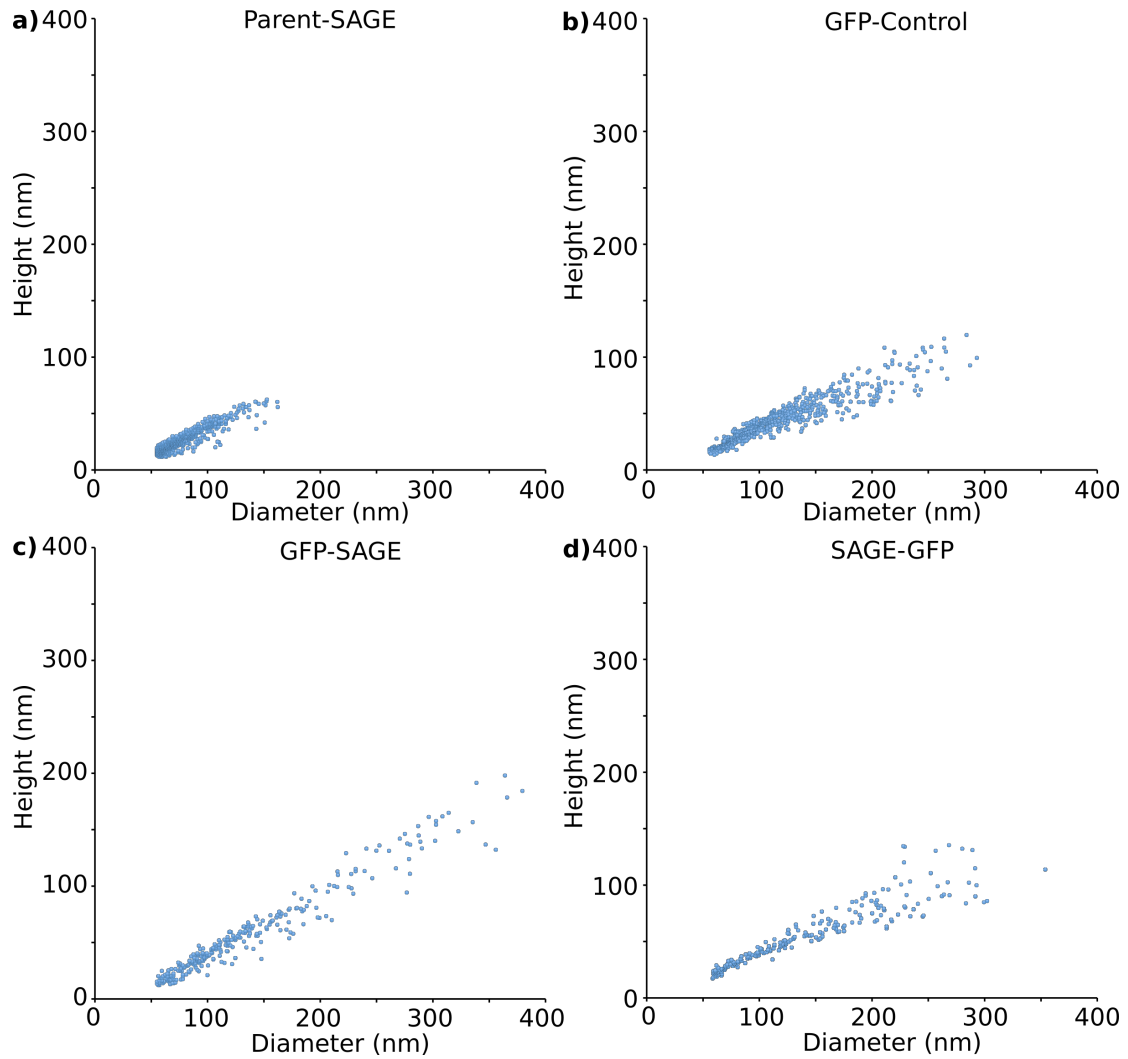 a) 400 Parent-SAGE
300
200
100
0
Height (nm)
0 100 200 300 400
Diameter (nm)
b) 400 GFP-Control
300
200
100
0
Height (nm)
0 100 200 300 400
Diameter (nm)
c) 400 GFP-SAGE
300
200
100
0
Height (nm)
0 100 200 300 400
Diameter (nm)
d) 400 SAGE-GFP
300
200
100
0
Height (nm)
0 100 200 300 400
Diameter (nm)